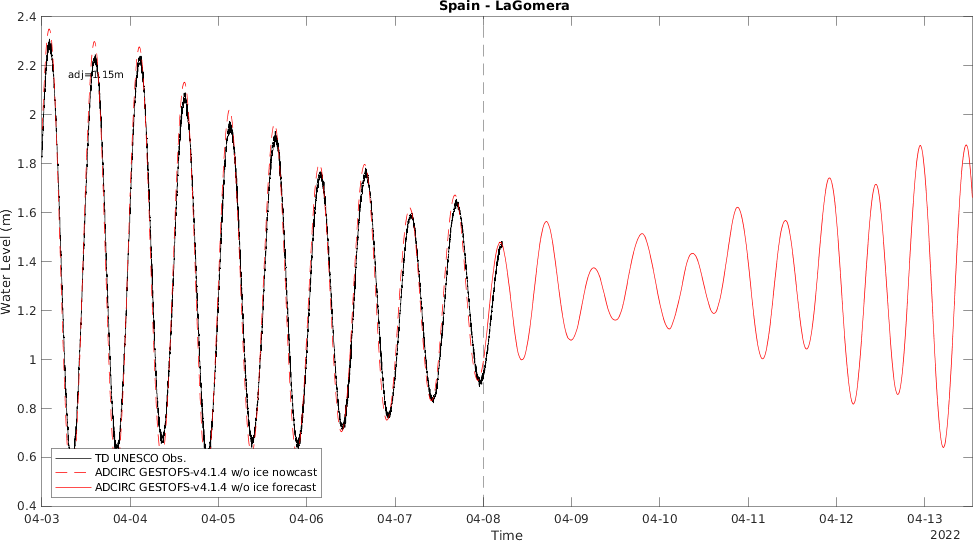 Spain - LaGomera
2.4
2.2
2
1.8
1.6
1.4
1.2
1
0.8
0.6
0.4
Water Level (m)
adj=1.15m
TD UNESCO Obs.
ADCIRC GESTOFS-v4.1.4 w/o ice nowcast
ADCIRC GESTOFS-v4.1.4 w/o ice forecast
04-03 04-04 04-05 04-06 04-07 04-08 04-09 04-10 04-11 04-12 04-13
Time
2022